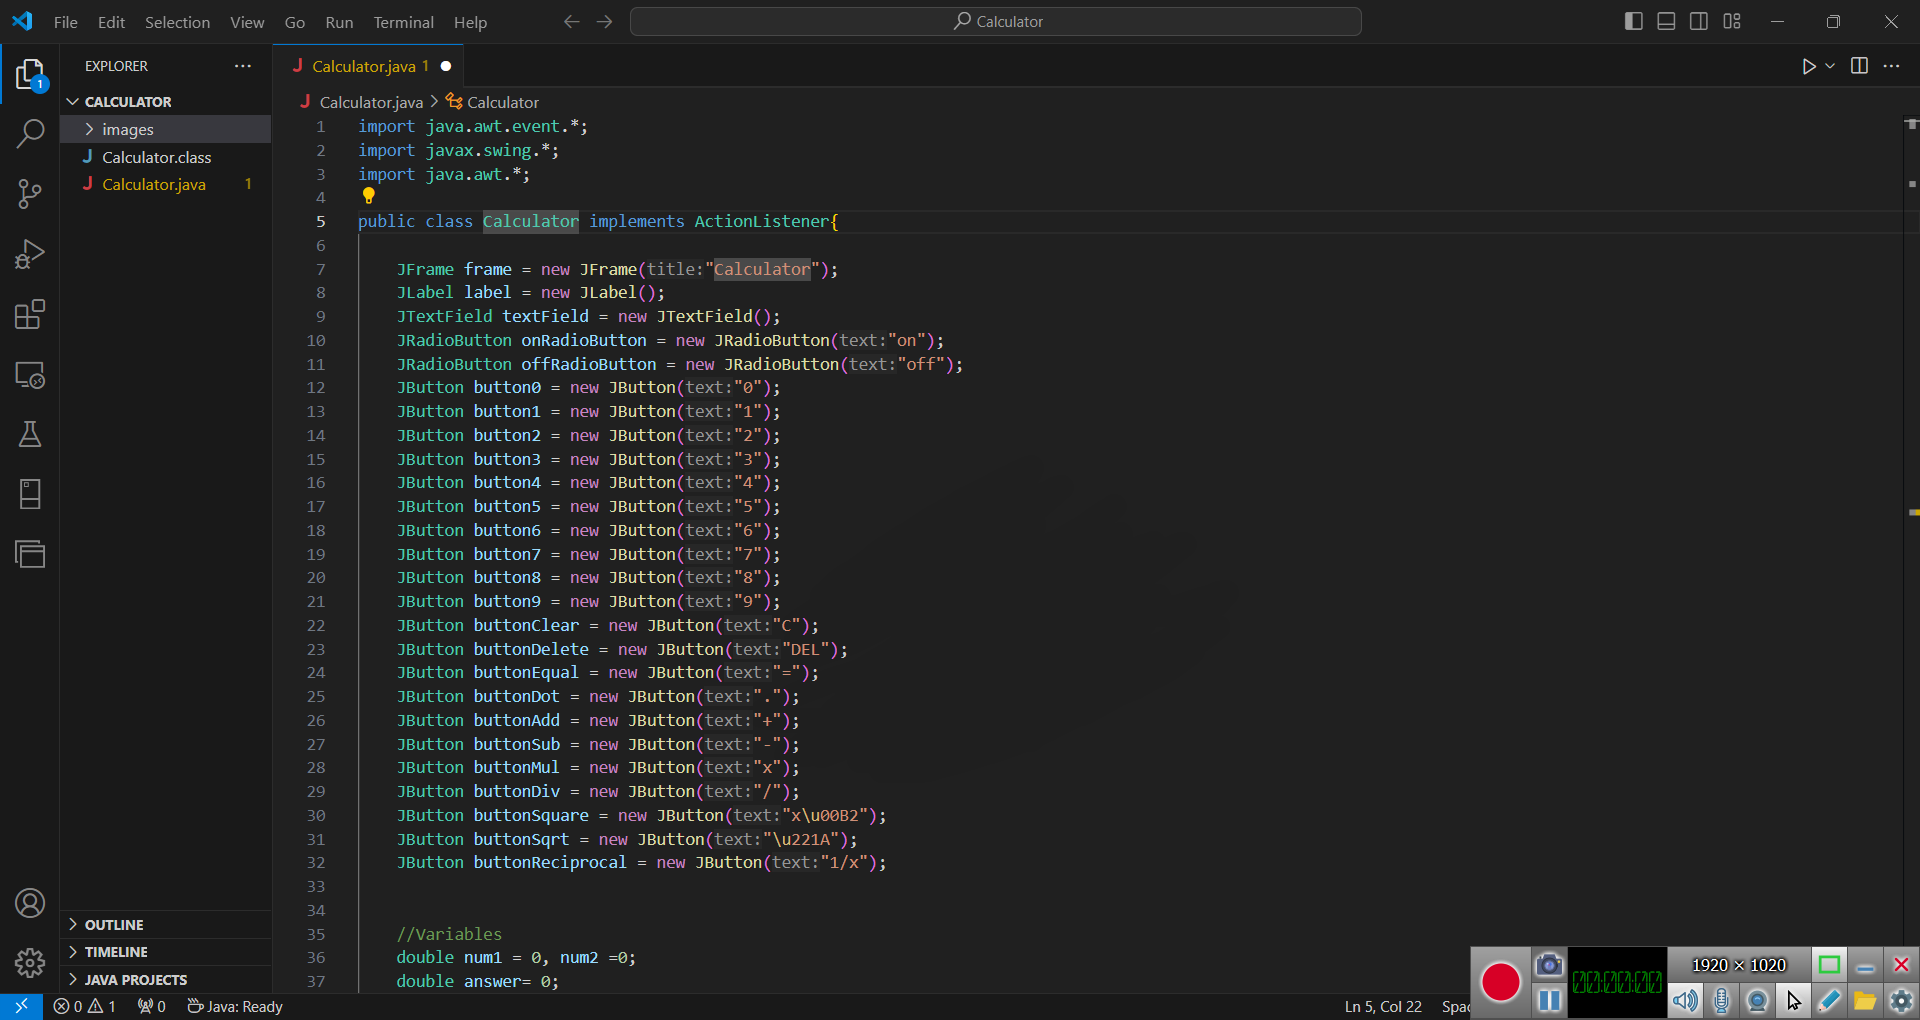 File Edit Selection View Go Run Terminal Help
Calculator
EXPLORER
CALCULATOR
images
Calculator.class
Calculator.java 1
OUTLINE
TIMELINE
JAVA PROJECTS
1
Calculator.java 1
Calculator.java > Calculator
1 import java.awt.event.*;
2 import javax.swing.*;
3 import java.awt.*;
4
5 public class Calculator implements ActionListener{
6
7 JFrame frame = new JFrame(title:"Calculator");
8 JLabel label = new JLabel();
9 JTextField textField = new JTextField();
10 JRadioButton onRadioButton = new JRadioButton(text:"on");
11 JRadioButton offRadioButton = new JRadioButton(text:"off");
12 JButton button0 = new JButton(text:"0");
13 JButton button1 = new JButton(text:"1");
14 JButton button2 = new JButton(text:"2");
15 JButton button3 = new JButton(text:"3");
16 JButton button4 = new JButton(text:"4");
17 JButton button5 = new JButton(text:"5");
18 JButton button6 = new JButton(text:"6");
19 JButton button7 = new JButton(text:"7");
20 JButton button8 = new JButton(text:"8");
21 JButton button9 = new JButton(text:"9");
22 JButton buttonClear = new JButton(text:"C");
23 JButton buttonDelete = new JButton(text:"DEL");
24 JButton buttonEqual = new JButton(text:"=");
25 JButton buttonDot = new JButton(text:".");
26 JButton buttonAdd = new JButton(text:"+");
27 JButton buttonSub = new JButton(text:"-");
28 JButton buttonMul = new JButton(text:"x");
29 JButton buttonDiv = new JButton(text:"/");
30 JButton buttonSquare = new JButton(text:"x\u00B2");
31 JButton buttonSqrt = new JButton(text:"\u221A");
32 JButton buttonReciprocal = new JButton(text:"1/x");
33
34
35 //Variables
36 double num1 = 0, num2 =0;
37 double answer= 0;
0 1 0 Java: Ready
Ln 5, Col 22 Spac
1920 × 1020